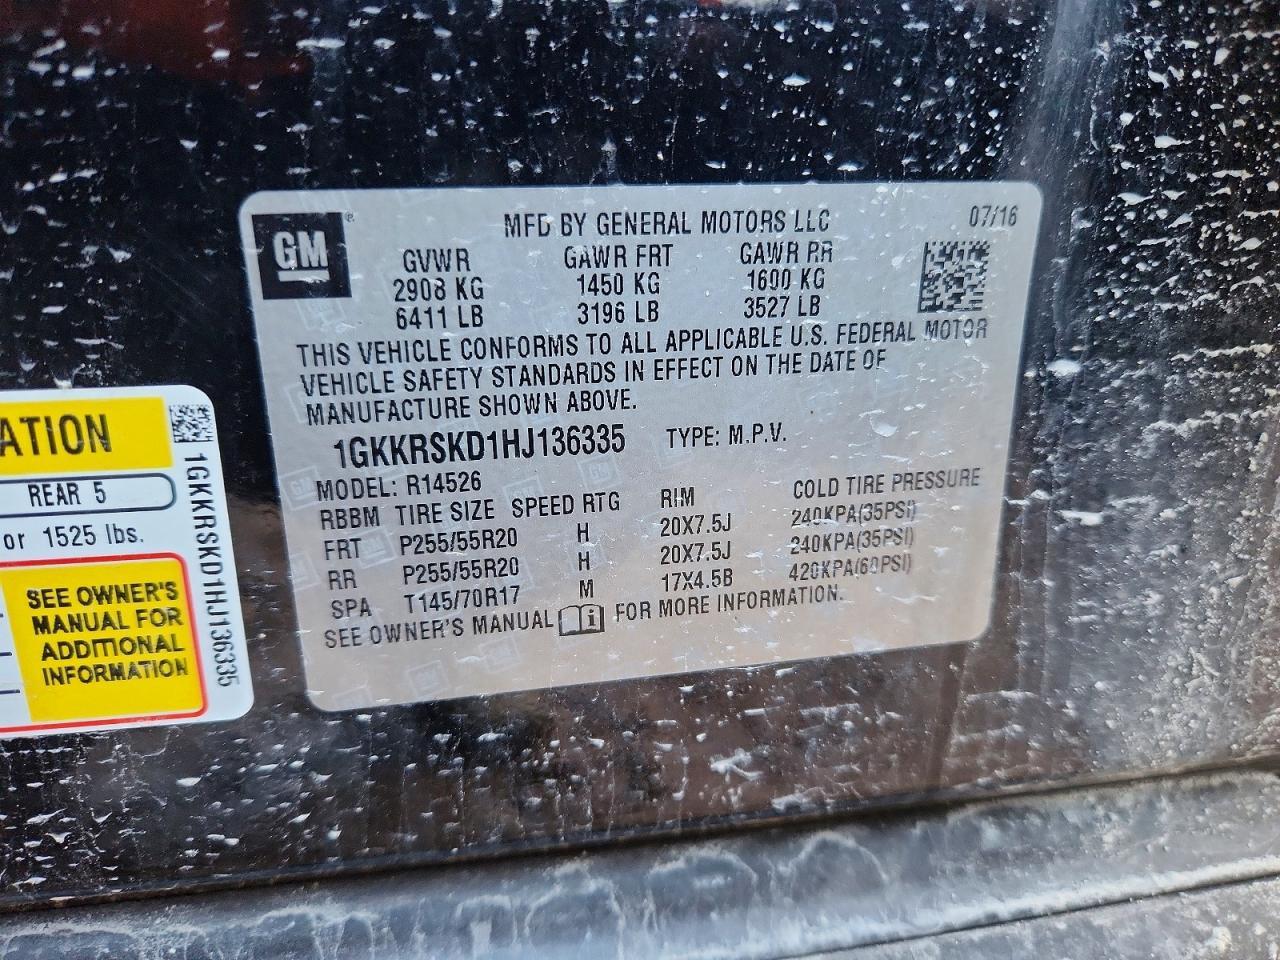 GM ®
MFD BY GENERAL MOTORS LLC 07/16
GVWR GAWR FRT GAWR RR
2908 KG 1450 KG 1600 KG
6411 LB 3196 LB 3527 LB
THIS VEHICLE CONFORMS TO ALL APPLICABLE U.S. FEDERAL MOTOR
VEHICLE SAFETY STANDARDS IN EFFECT ON THE DATE OF
MANUFACTURE SHOWN ABOVE.
1GKKRSKD1HJ136335 TYPE: M.P.V.
MODEL: R14526
RBBM TIRE SIZE SPEED RTG RIM COLD TIRE PRESSURE
FRT P255/55R20 H 20X7.5J 240KPA(35PSI)
RR P255/55R20 H 20X7.5J 240KPA(35PSI)
SPA T145/70R17 M 17X4.5B 420KPA(60PSI)
SEE OWNER'S MANUAL i FOR MORE INFORMATION.
ATION
REAR 5
or 1525 lbs.
SEE OWNER'S
MANUAL FOR
ADDITIONAL
INFORMATION
1GKKRSKD1HJ136335